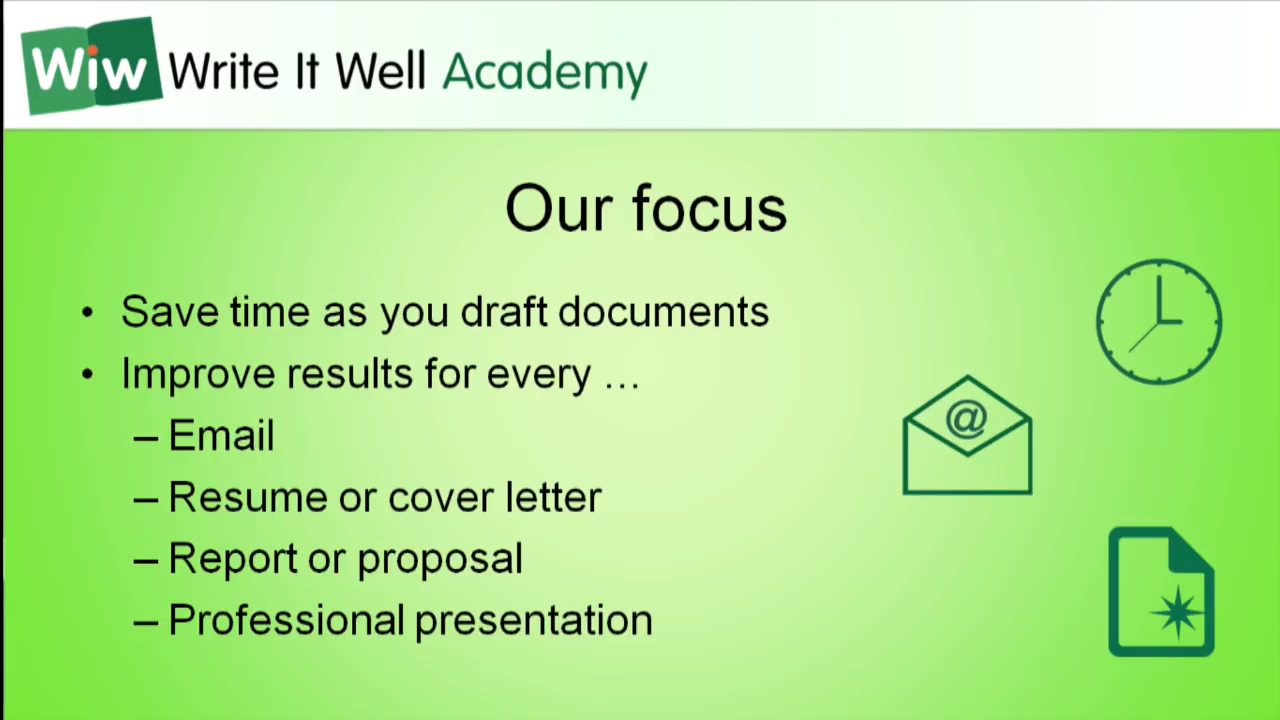 Wiw Write It Well Academy
Our focus
• Save time as you draft documents
• Improve results for every …
– Email
– Resume or cover letter
– Report or proposal
– Professional presentation
@